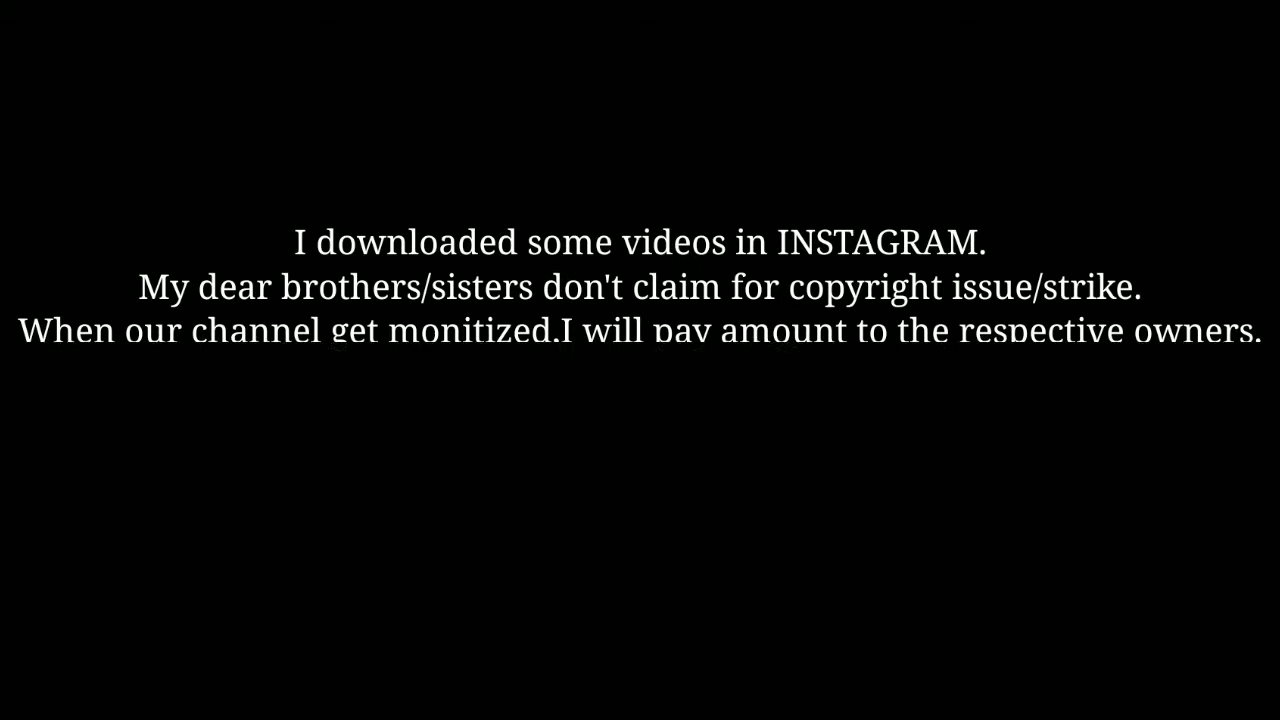 I downloaded some videos in INSTAGRAM.
My dear brothers/sisters don't claim for copyright issue/strike.
When our channel get monitized.I will pay amount to the respective owners.